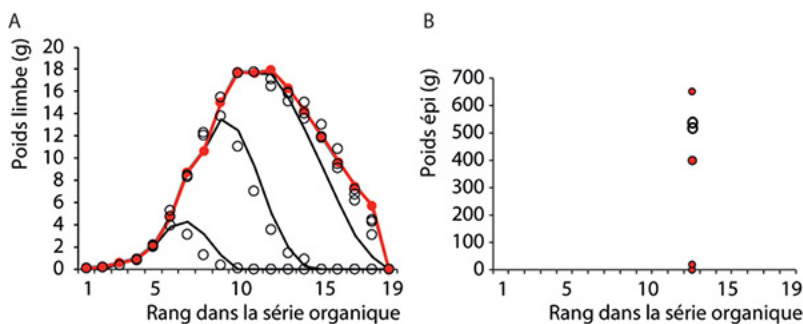 A
Poids limbe (g)
20
18
16
14
12
10
8
6
4
2
0
1 5 10 15 19
Rang dans la série organique
B
Poids épi (g)
700
600
500
400
300
200
100
0
1 5 10 15 19
Rang dans la série organique